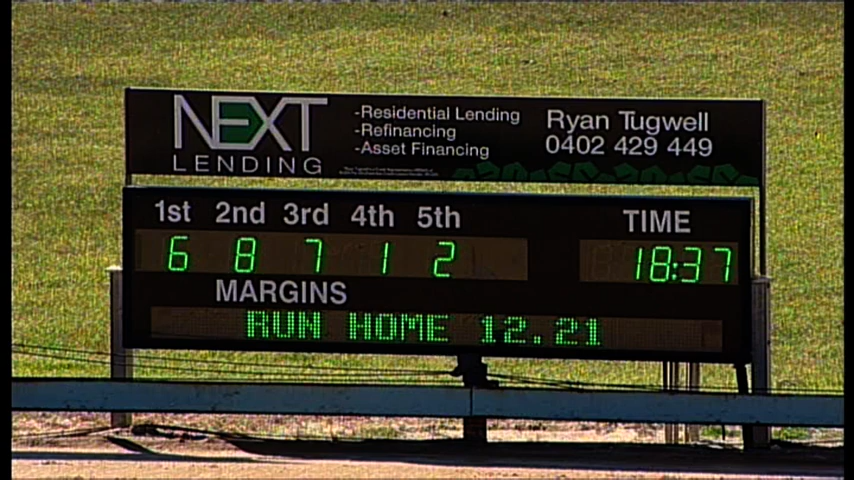 NEXT
LENDING
-Residential Lending
-Refinancing
-Asset Financing
Ryan Tugwell
0402 429 449
1st 2nd 3rd 4th 5th TIME
6 8 7 1 2 18:37
MARGINS
RUN HOME 12.21